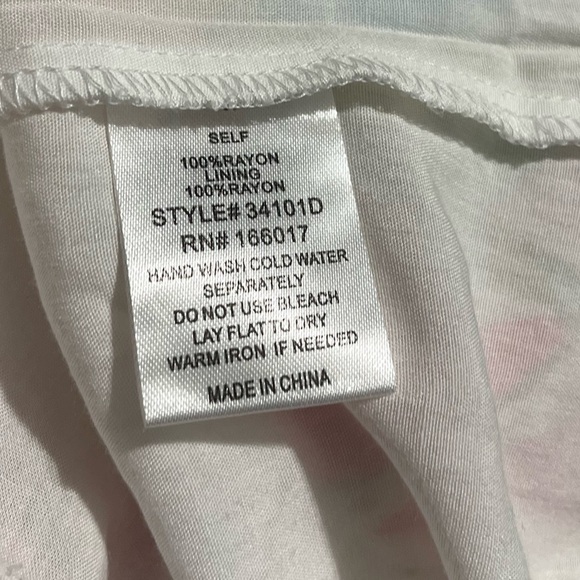 SELF
100%RAYON
LINING
100%RAYON
STYLE# 34101D
RN# 166017
HAND WASH COLD WATER
SEPARATELY
DO NOT USE BLEACH
LAY FLAT TO DRY
WARM IRON IF NEEDED
MADE IN CHINA